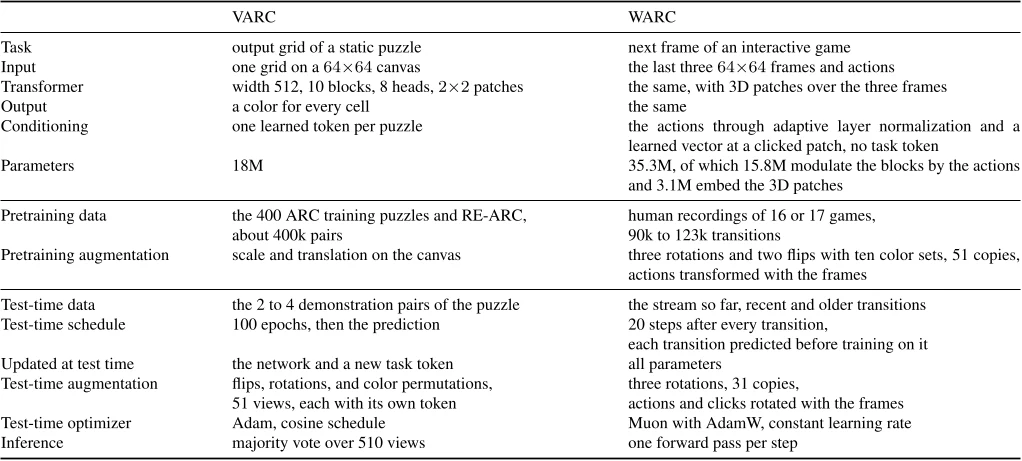 VARC WARC
Task output grid of a static puzzle next frame of an interactive game
Input one grid on a 64×64 canvas the last three 64×64 frames and actions
Transformer width 512, 10 blocks, 8 heads, 2×2 patches the same, with 3D patches over the three frames
Output a color for every cell the same
Conditioning one learned token per puzzle the actions through adaptive layer normalization and a
learned vector at a clicked patch, no task token
Parameters 18M 35.3M, of which 15.8M modulate the blocks by the actions
and 3.1M embed the 3D patches
Pretraining data the 400 ARC training puzzles and RE-ARC, human recordings of 16 or 17 games,
about 400k pairs 90k to 123k transitions
Pretraining augmentation scale and translation on the canvas three rotations and two flips with ten color sets, 51 copies,
actions transformed with the frames
Test-time data the 2 to 4 demonstration pairs of the puzzle the stream so far, recent and older transitions
Test-time schedule 100 epochs, then the prediction 20 steps after every transition,
each transition predicted before training on it
Updated at test time the network and a new task token all parameters
Test-time augmentation flips, rotations, and color permutations, three rotations, 31 copies,
51 views, each with its own token actions and clicks rotated with the frames
Test-time optimizer Adam, cosine schedule Muon with AdamW, constant learning rate
Inference majority vote over 510 views one forward pass per step